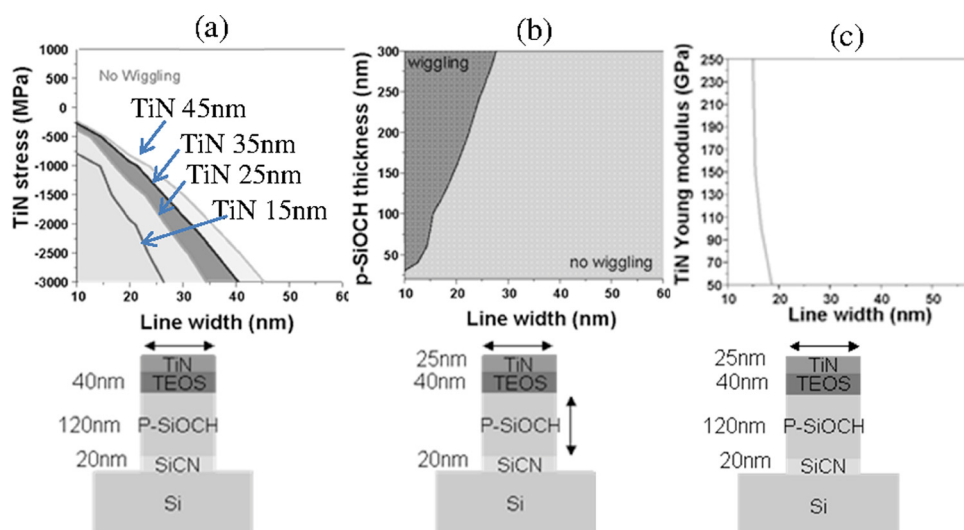 (a)
1000
500
0
-500
-1000
-1500
-2000
-2500
-3000
TiN stress (MPa)
No Wiggling
TiN 45nm
TiN 35nm
TiN 25nm
TiN 15nm
10 20 30 40 50 60
Line width (nm)
TiN
40nm TEOS
120nm P-SiOCH
20nm SiCN
Si
(b)
300
250
200
150
100
50
p-SiOCH thickness (nm)
wiggling
no wiggling
10 20 30 40 50 60
Line width (nm)
25nm TiN
40nm TEOS
P-SiOCH
20nm SiCN
Si
(c)
250
230
210
190
170
150
130
110
90
70
50
TiN Young modulus (GPa)
10 20 30 40 50
Line width (nm)
25nm TiN
40nm TEOS
120nm P-SiOCH
20nm SiCN
Si